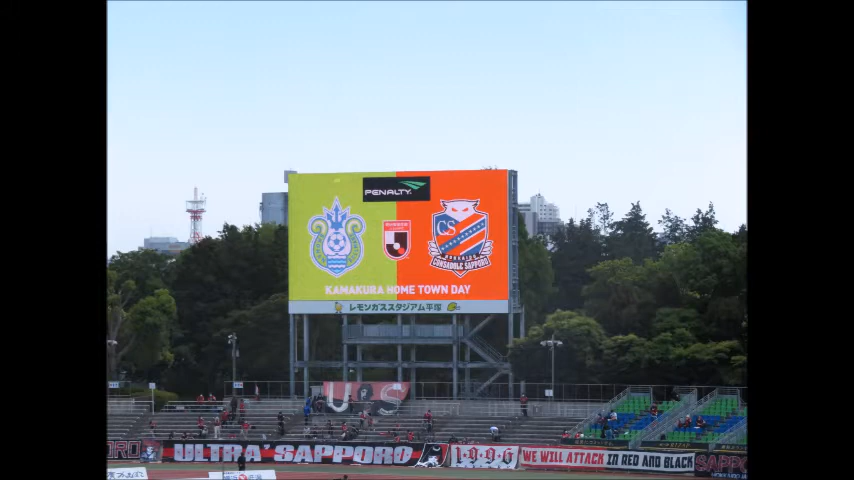 PENALTY
CS
HOKKAIDO
CONSADOLE SAPPORO
KAMAKURA HOME TOWN DAY
レモンガススタジアム平塚
U S
ULTRA'SAPPORO
1996
WE WILL ATTACK IN RED AND BLACK
SAPPO